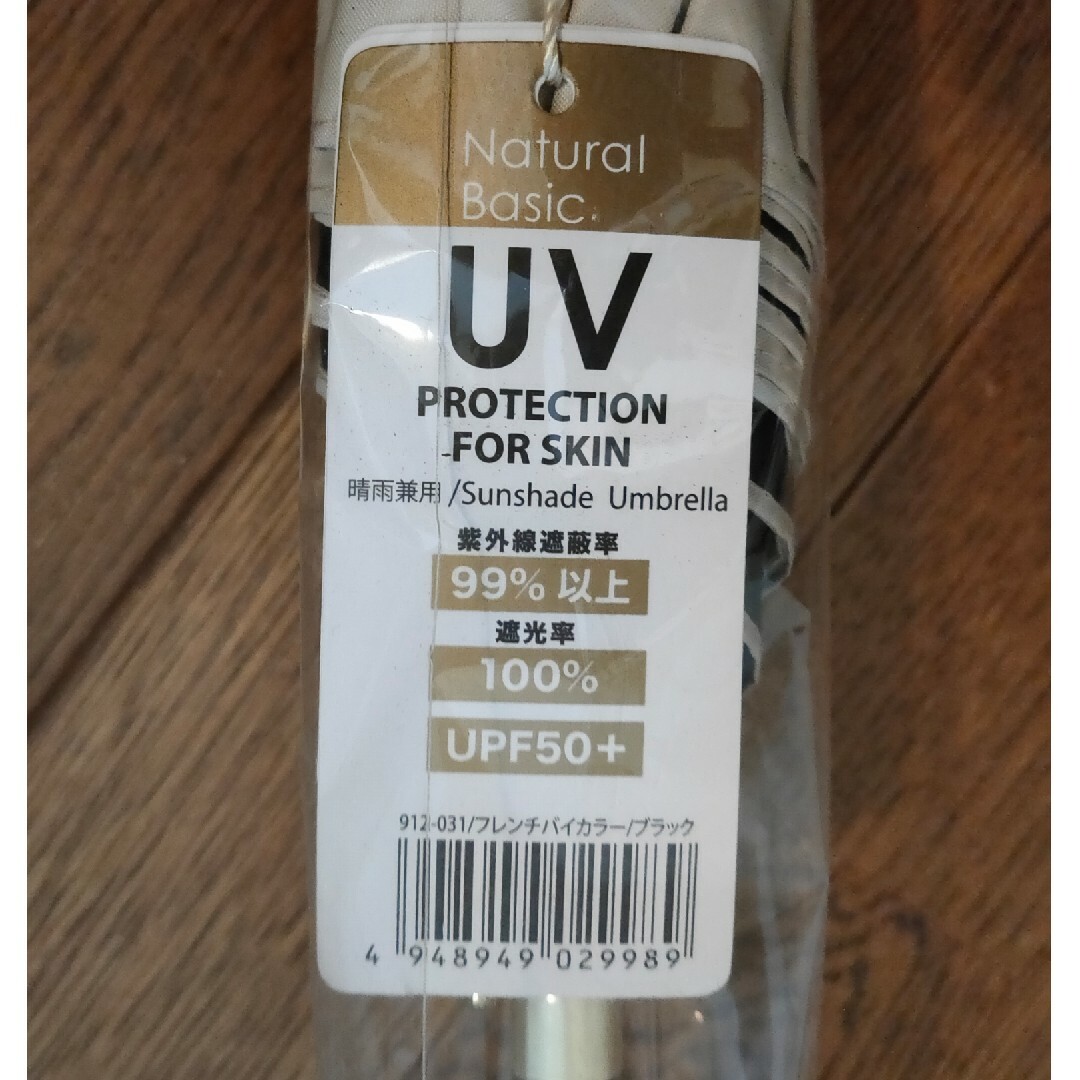 Natural
Basic
UV
PROTECTION
FOR SKIN
晴雨兼用/Sunshade Umbrella
紫外線遮蔽率
99%以上
遮光率
100%
UPF50+
912-031/フレンチバイカラー/ブラック
4 948949 029989